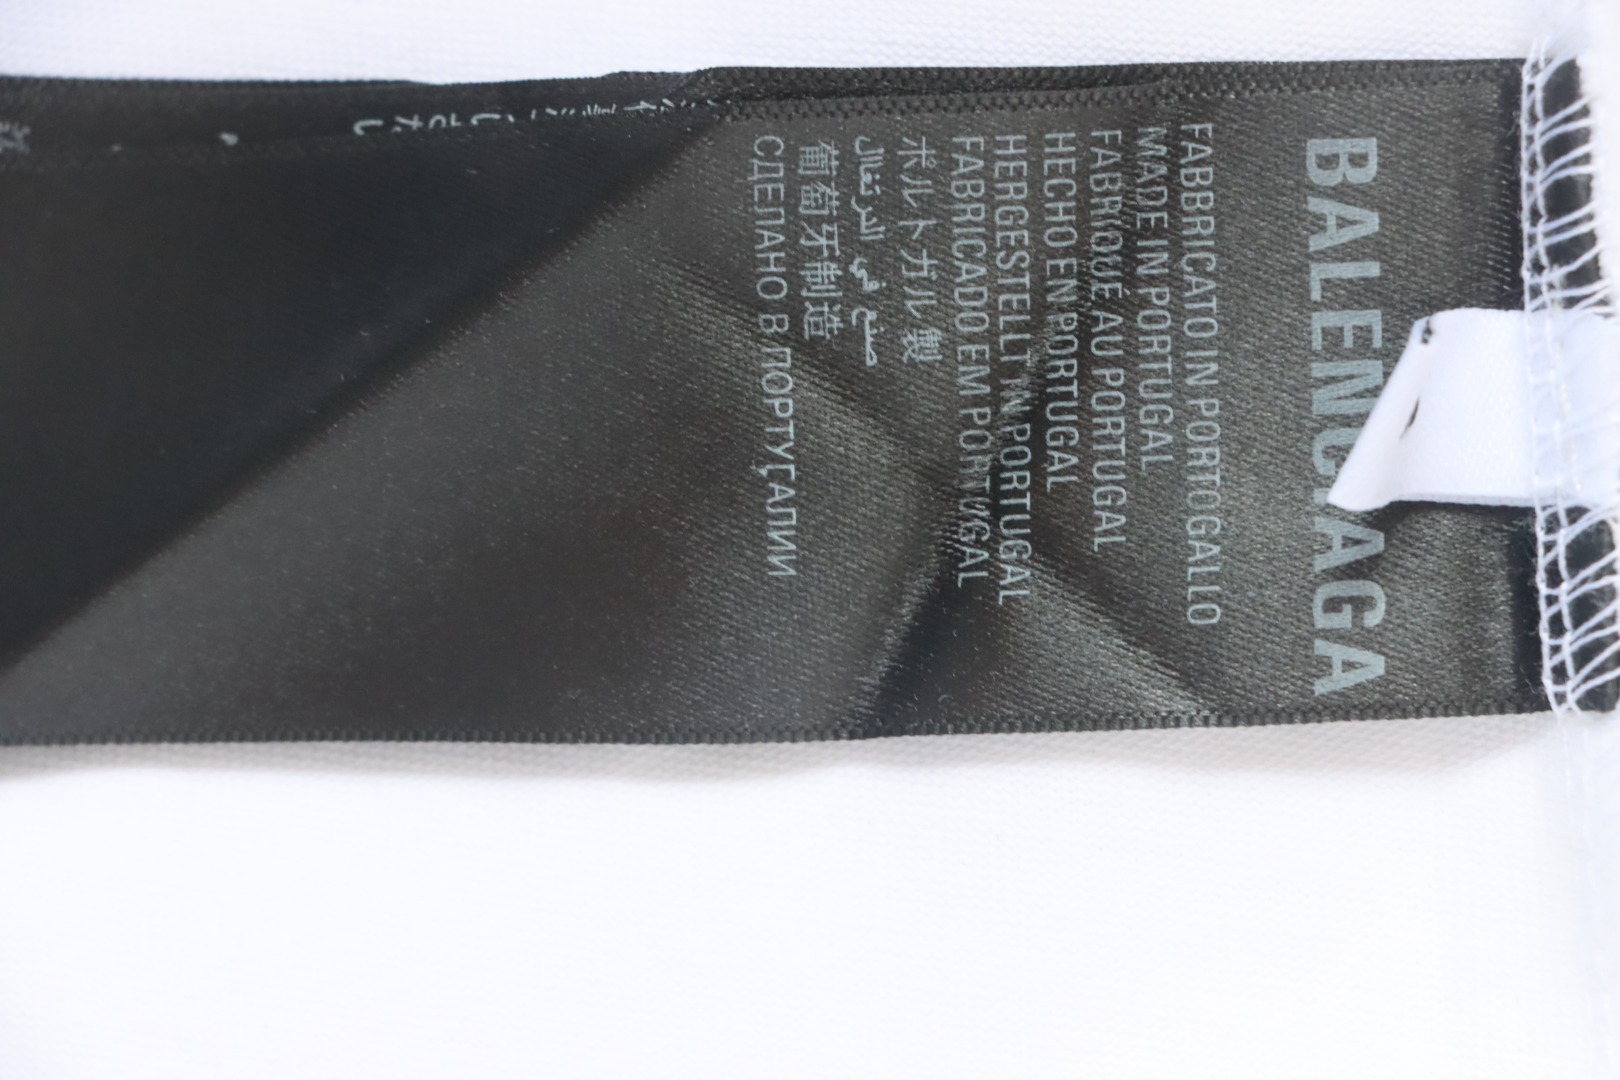 BALENCIAGA
FABBRICATO IN PORTOGALLO
MADE IN PORTUGAL
FABRIQUÉ AU PORTUGAL
HECHO EN PORTUGAL
HERGESTELLT IN PORTUGAL
FABRICADO EM PORTUGAL
ポルトガル 製
صنع في البرتغال
葡萄牙制造
СДЕЛАНО В ПОРТУГАЛИИ